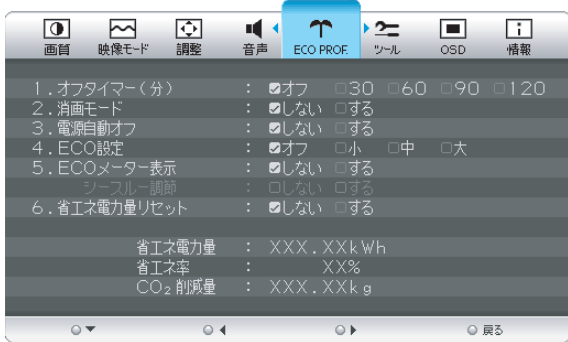 画質 映像モード 調整 音声 ECO PROF. ツール OSD 情報
1.オフタイマー(分) : オフ 30 60 90 120
2.消画モード : しない する
3.電源自動オフ : しない する
4.ECO設定 : オフ 小 中 大
5.ECOメーター表示 : しない する
シースルー調節 : しない する
6.省エネ電力量リセット : しない する
省エネ電力量 : XXX.XXkWh
省エネ率 : XX%
CO₂削減量 : XXX.XXkg
戻る